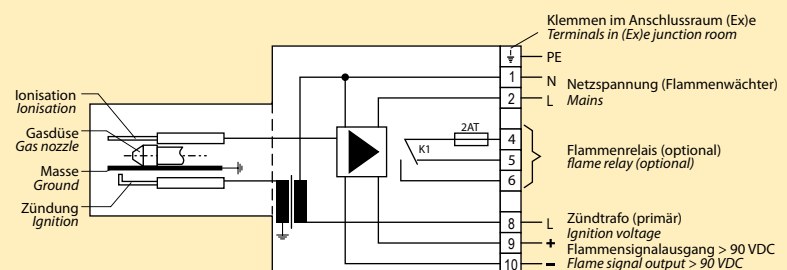 Klemmen im Anschlussraum (Ex)e
Terminals in (Ex)e junction room
PE
1 N Netzspannung (Flammenwächter)
2 L Mains
Ionisation
Ionisation
Gasdüse
Gas nozzle
Masse
Ground
Zündung
Ignition
2AT
K1
4
5
6
Flammenrelais (optional)
flame relay (optional)
8 L Zündtrafo (primär)
Ignition voltage
9 + Flammensignalausgang > 90 VDC
10 - Flame signal output > 90 VDC